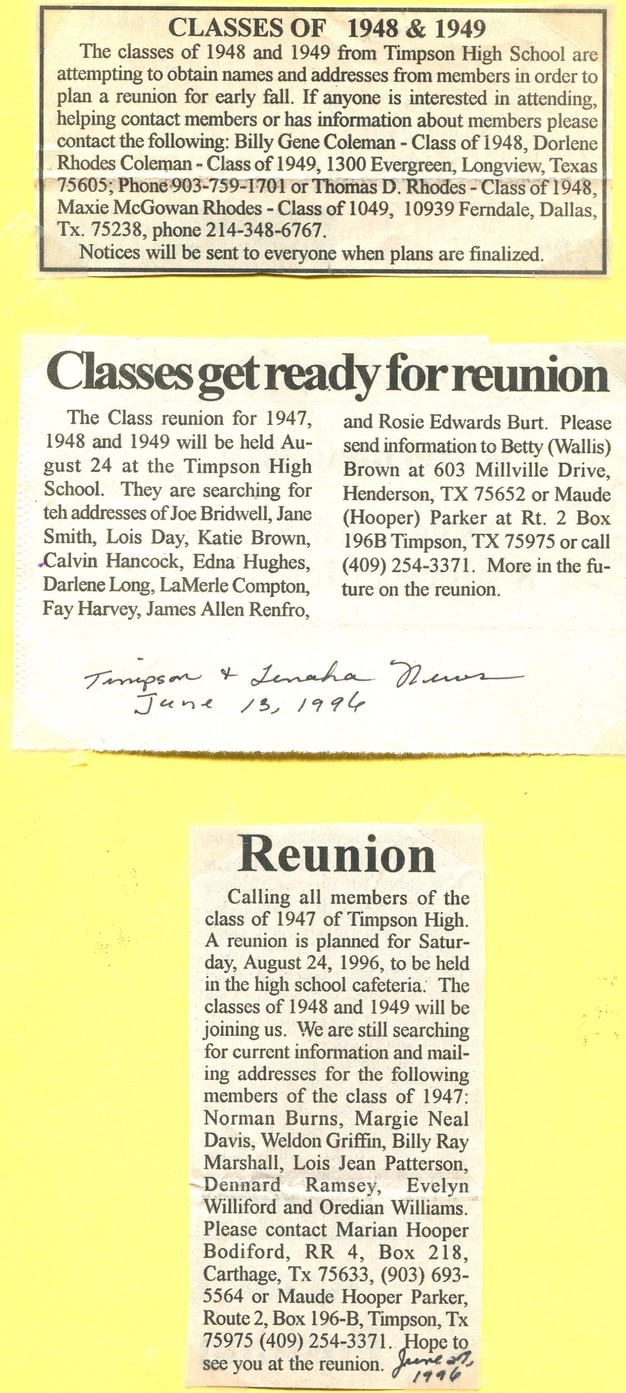 CLASSES OF 1948 & 1949
The classes of 1948 and 1949 from Timpson High School are
attempting to obtain names and addresses from members in order to
plan a reunion for early fall. If anyone is interested in attending,
helping contact members or has information about members please
contact the following: Billy Gene Coleman - Class of 1948, Dorlene
Rhodes Coleman - Class of 1949, 1300 Evergreen, Longview, Texas
75605; Phone 903-759-1701 or Thomas D. Rhodes - Class of 1948,
Maxie McGowan Rhodes - Class of 1049, 10939 Ferndale, Dallas,
Tx. 75238, phone 214-348-6767.
Notices will be sent to everyone when plans are finalized.
Classes get ready for reunion
The Class reunion for 1947,
1948 and 1949 will be held Au-
gust 24 at the Timpson High
School. They are searching for
teh addresses of Joe Bridwell, Jane
Smith, Lois Day, Katie Brown,
Calvin Hancock, Edna Hughes,
Darlene Long, LaMerle Compton,
Fay Harvey, James Allen Renfro,
and Rosie Edwards Burt. Please
send information to Betty (Wallis)
Brown at 603 Millville Drive,
Henderson, TX 75652 or Maude
(Hooper) Parker at Rt. 2 Box
196B Timpson, TX 75975 or call
(409) 254-3371. More in the fu-
ture on the reunion.
Timpson & Tenaha News
June 13, 1996
Reunion
Calling all members of the
class of 1947 of Timpson High.
A reunion is planned for Satur-
day, August 24, 1996, to be held
in the high school cafeteria. The
classes of 1948 and 1949 will be
joining us. We are still searching
for current information and mail-
ing addresses for the following
members of the class of 1947:
Norman Burns, Margie Neal
Davis, Weldon Griffin, Billy Ray
Marshall, Lois Jean Patterson,
Dennard Ramsey, Evelyn
Williford and Oredian Williams.
Please contact Marian Hooper
Bodiford, RR 4, Box 218,
Carthage, Tx 75633, (903) 693-
5564 or Maude Hooper Parker,
Route 2, Box 196-B, Timpson, Tx
75975 (409) 254-3371. Hope to
see you at the reunion. June 27,
1996